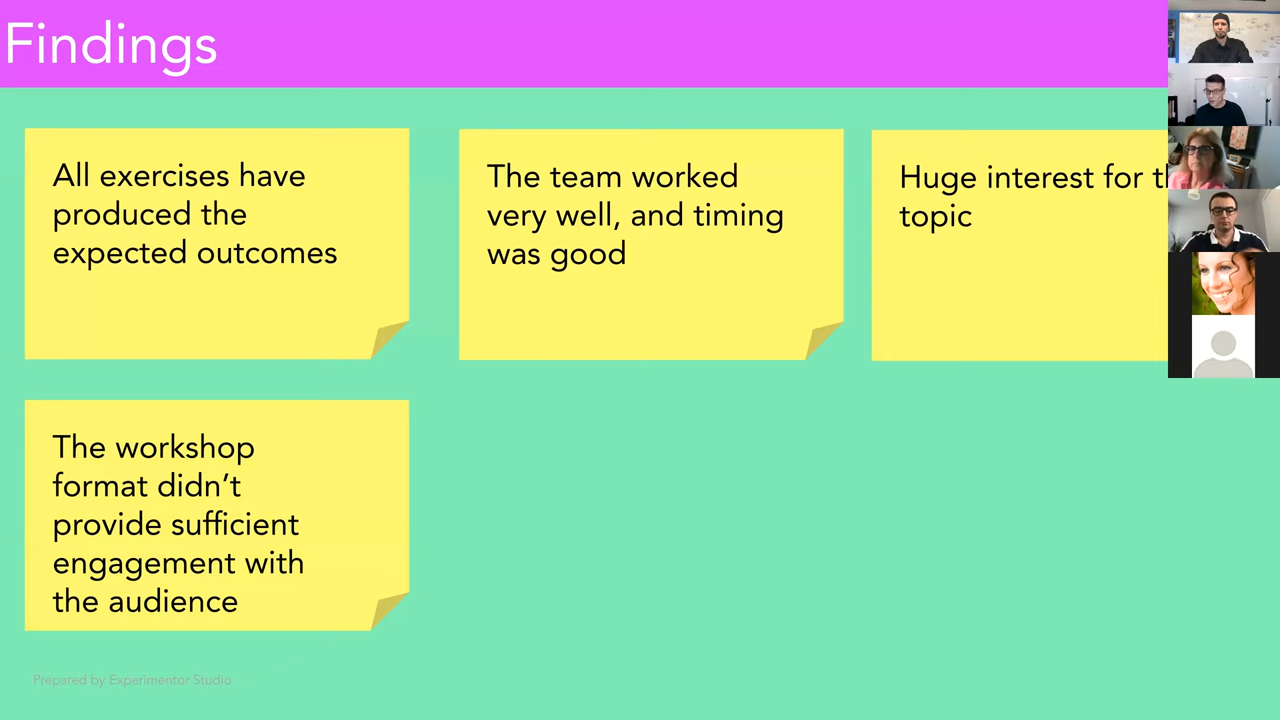 Findings
All exercises have
produced the
expected outcomes
The team worked
very well, and timing
was good
Huge interest for
topic
The workshop
format didn’t
provide sufficient
engagement with
the audience
Prepared by Experimentor Studio